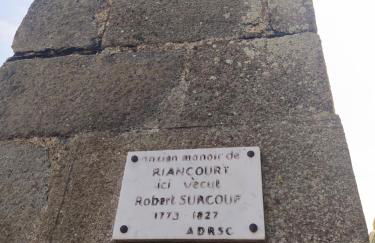 ancien manoir de
RIANCOURT
ici vécut
Robert SURCOUF
1773 - 1827
ADRSC